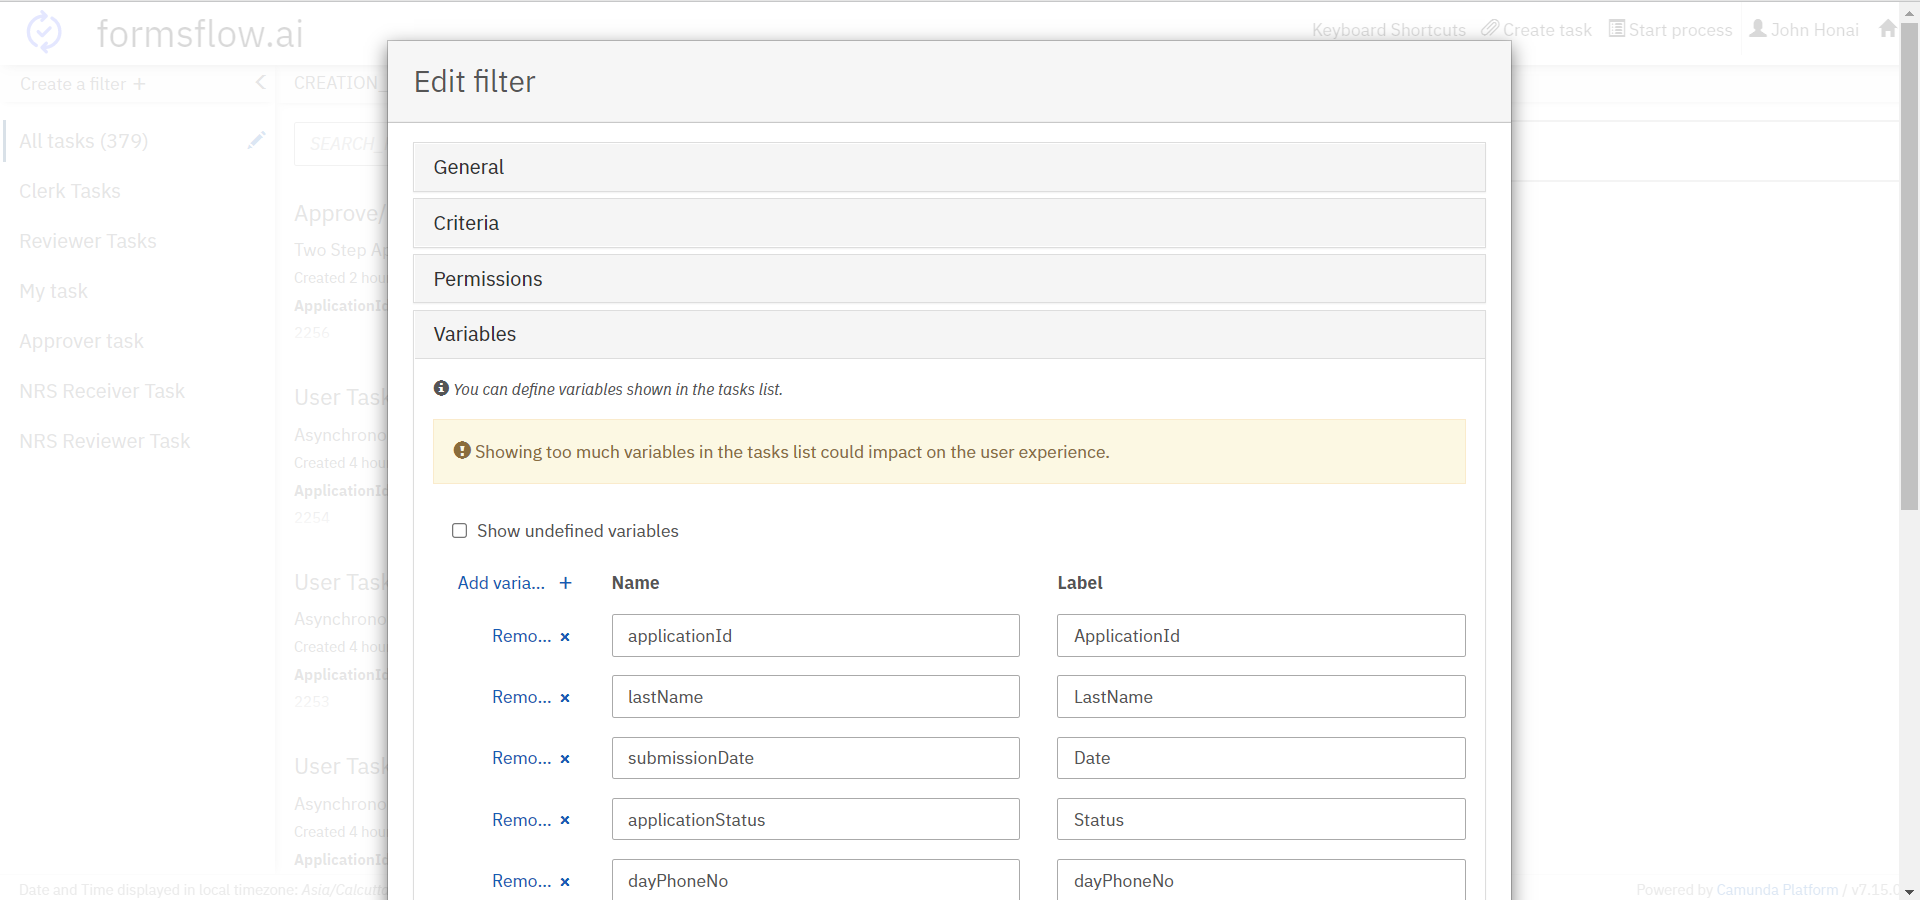 formsflow.ai
Keyboard Shortcuts Create task Start process John Honai
Create a filter +
CREATION_
All tasks (379)
Clerk Tasks
Reviewer Tasks
My task
Approver task
NRS Receiver Task
NRS Reviewer Task
SEARCH_
Approve/
Two Step Ap
Created 2 hou
ApplicationId
2256
User Task
Asynchrono
Created 4 hou
ApplicationId
2254
User Task
Asynchrono
Created 4 hou
ApplicationId
2253
User Task
Asynchrono
Created 4 hou
ApplicationId
Edit filter
General
Criteria
Permissions
Variables
You can define variables shown in the tasks list.
Showing too much variables in the tasks list could impact on the user experience.
Show undefined variables
Add varia... + Name Label
Remo... × applicationId ApplicationId
Remo... × lastName LastName
Remo... × submissionDate Date
Remo... × applicationStatus Status
Remo... × dayPhoneNo dayPhoneNo
Date and Time displayed in local timezone: Asia/Calcutta
Powered by Camunda Platform / v7.15.0